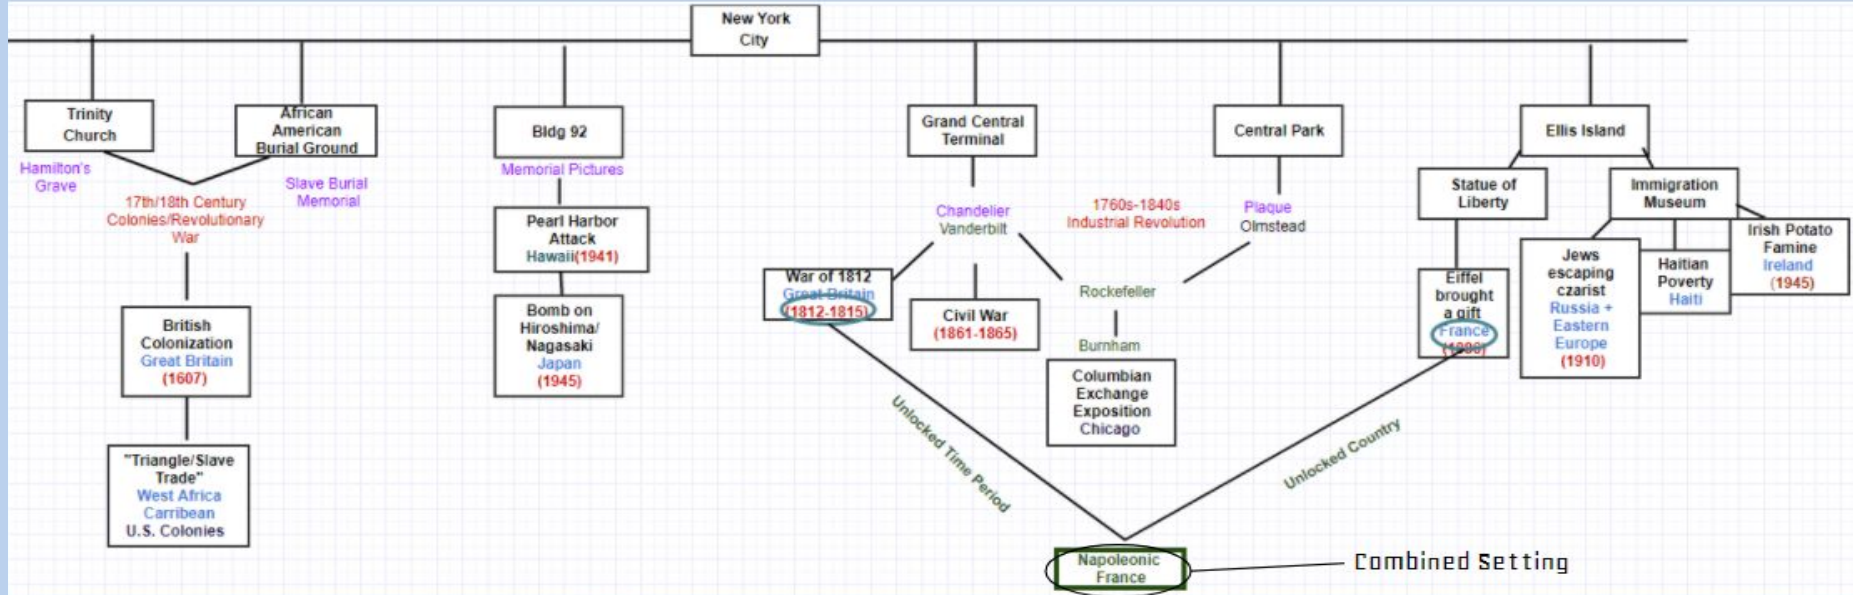 New York
City
Trinity
Church
African
American
Burial Ground
Bldg 92
Grand Central
Terminal
Central Park
Ellis Island
Hamilton's
Grave
Slave Burial
Memorial
17th/18th Century
Colonies/Revolutionary
War
British
Colonization
Great Britain
(1607)
"Triangle/Slave
Trade"
West Africa
Carribean
U.S. Colonies
Memorial Pictures
Pearl Harbor
Attack
Hawaii(1941)
Bomb on
Hiroshima/
Nagasaki
Japan
(1945)
Chandelier
Vanderbilt
1760s-1840s
Industrial Revolution
Plaque
Olmstead
War of 1812
Great Britain
(1812-1815)
Civil War
(1861-1865)
Rockefeller
Burnham
Columbian
Exchange
Exposition
Chicago
Statue of
Liberty
Immigration
Museum
Eiffel
brought
a gift
France
Jews
escaping
czarist
Russia +
Eastern
Europe
(1910)
Haitian
Poverty
Haiti
Irish Potato
Famine
Ireland
(1945)
Unlocked Time Period
Unlocked Country
Napoleonic
France
Combined Setting